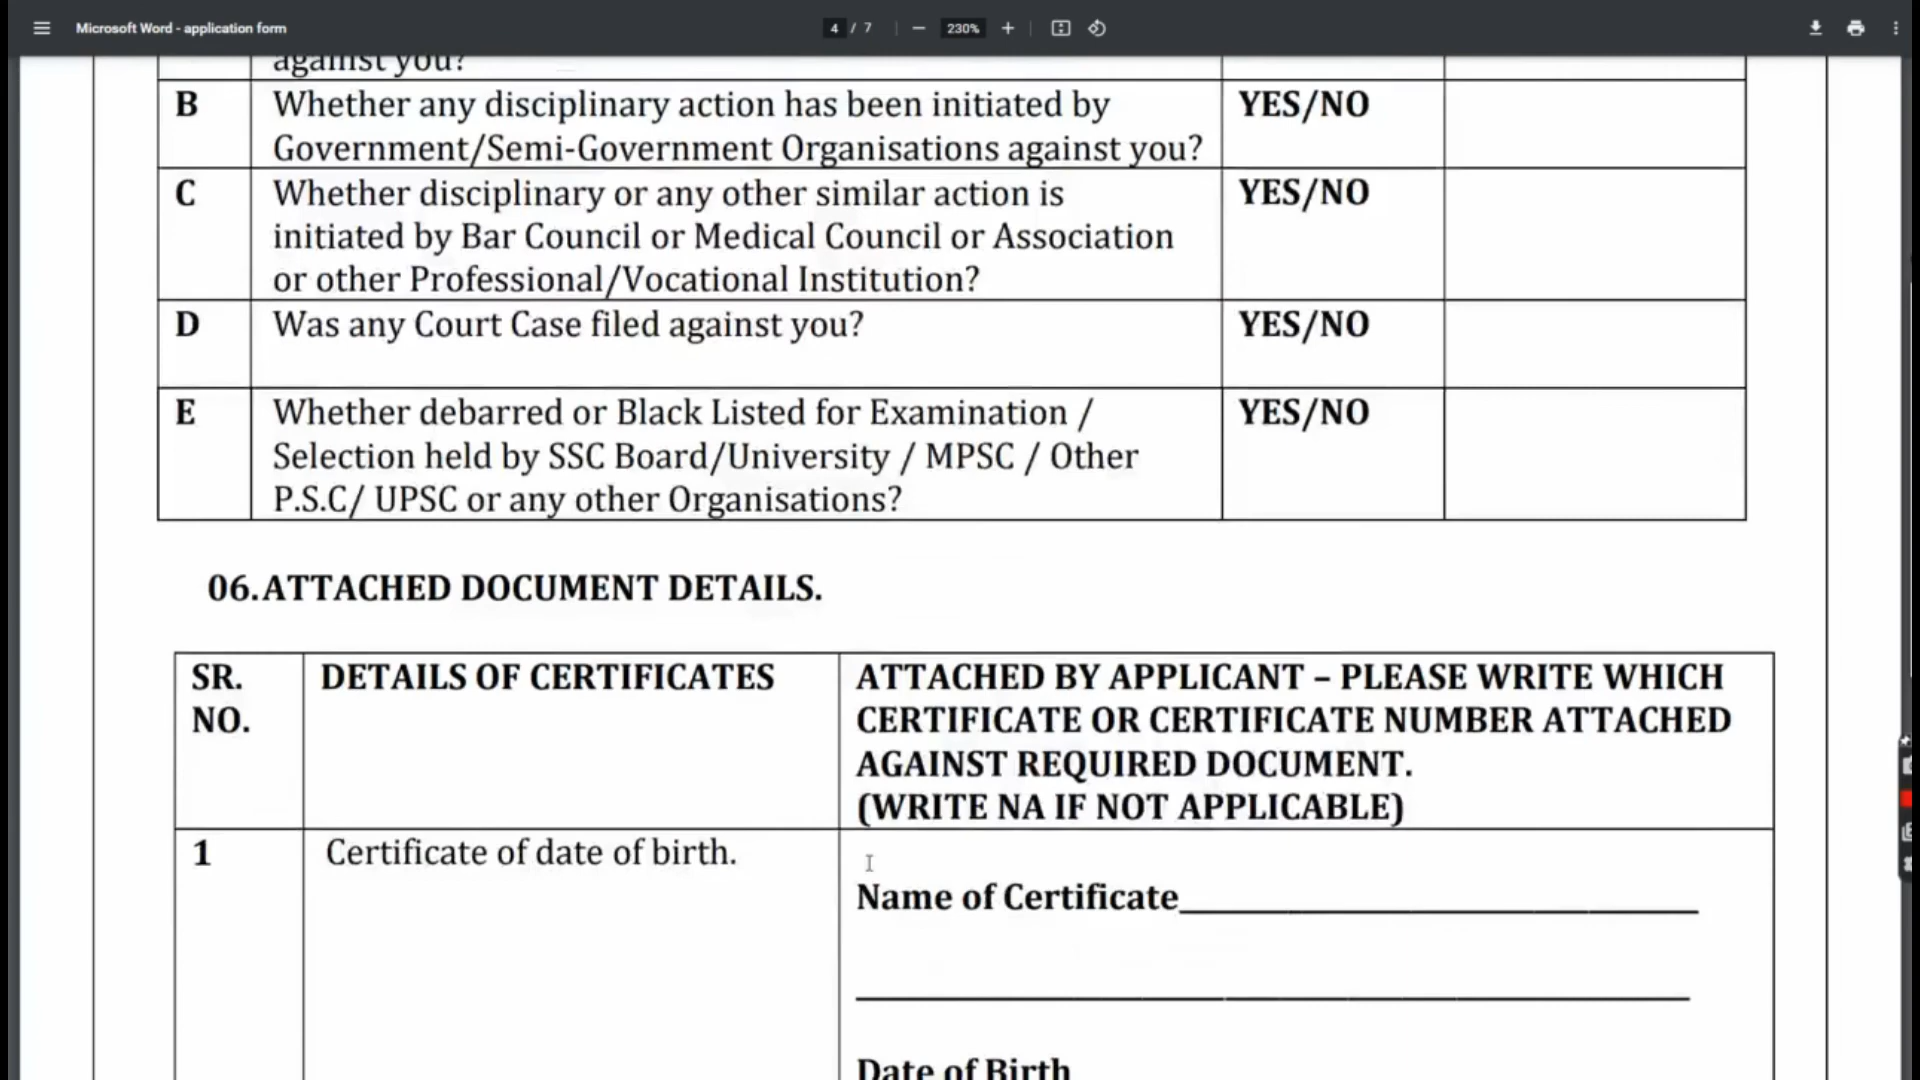 Microsoft Word - application form
4 / 7
230%
against you?
B Whether any disciplinary action has been initiated by YES/NO
Government/Semi-Government Organisations against you?
C Whether disciplinary or any other similar action is YES/NO
initiated by Bar Council or Medical Council or Association
or other Professional/Vocational Institution?
D Was any Court Case filed against you? YES/NO
E Whether debarred or Black Listed for Examination / YES/NO
Selection held by SSC Board/University / MPSC / Other
P.S.C/ UPSC or any other Organisations?
06.ATTACHED DOCUMENT DETAILS.
SR. DETAILS OF CERTIFICATES ATTACHED BY APPLICANT – PLEASE WRITE WHICH
NO. CERTIFICATE OR CERTIFICATE NUMBER ATTACHED
AGAINST REQUIRED DOCUMENT.
(WRITE NA IF NOT APPLICABLE)
1 Certificate of date of birth.
Name of Certificate
Date of Birth